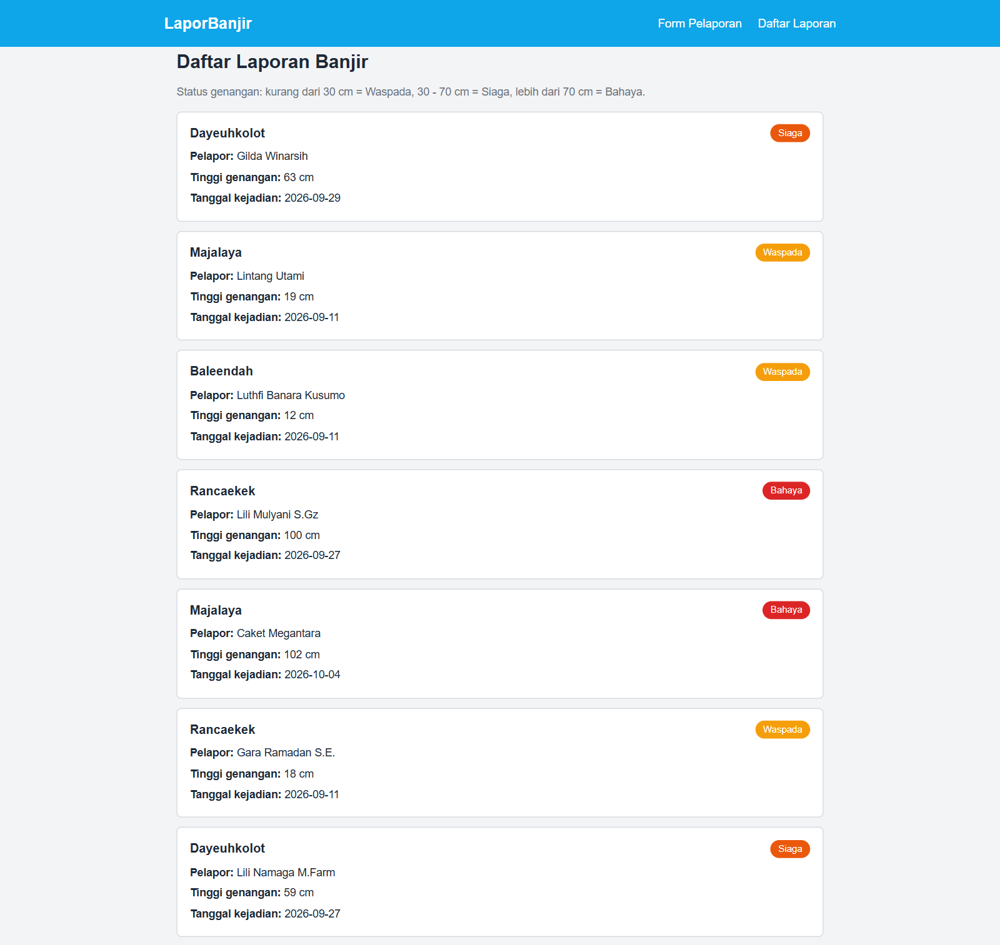 LaporBanjir
Form Pelaporan
Daftar Laporan
Daftar Laporan Banjir
Status genangan: kurang dari 30 cm = Waspada, 30 - 70 cm = Siaga, lebih dari 70 cm = Bahaya.
Dayeuhkolot
Siaga
Pelapor: Gilda Winarsih
Tinggi genangan: 63 cm
Tanggal kejadian: 2026-09-29
Majalaya
Waspada
Pelapor: Lintang Utami
Tinggi genangan: 19 cm
Tanggal kejadian: 2026-09-11
Baleendah
Waspada
Pelapor: Luthfi Banara Kusumo
Tinggi genangan: 12 cm
Tanggal kejadian: 2026-09-11
Rancaekek
Bahaya
Pelapor: Lili Mulyani S.Gz
Tinggi genangan: 100 cm
Tanggal kejadian: 2026-09-27
Majalaya
Bahaya
Pelapor: Caket Megantara
Tinggi genangan: 102 cm
Tanggal kejadian: 2026-10-04
Rancaekek
Waspada
Pelapor: Gara Ramadan S.E.
Tinggi genangan: 18 cm
Tanggal kejadian: 2026-09-11
Dayeuhkolot
Siaga
Pelapor: Lili Namaga M.Farm
Tinggi genangan: 59 cm
Tanggal kejadian: 2026-09-27